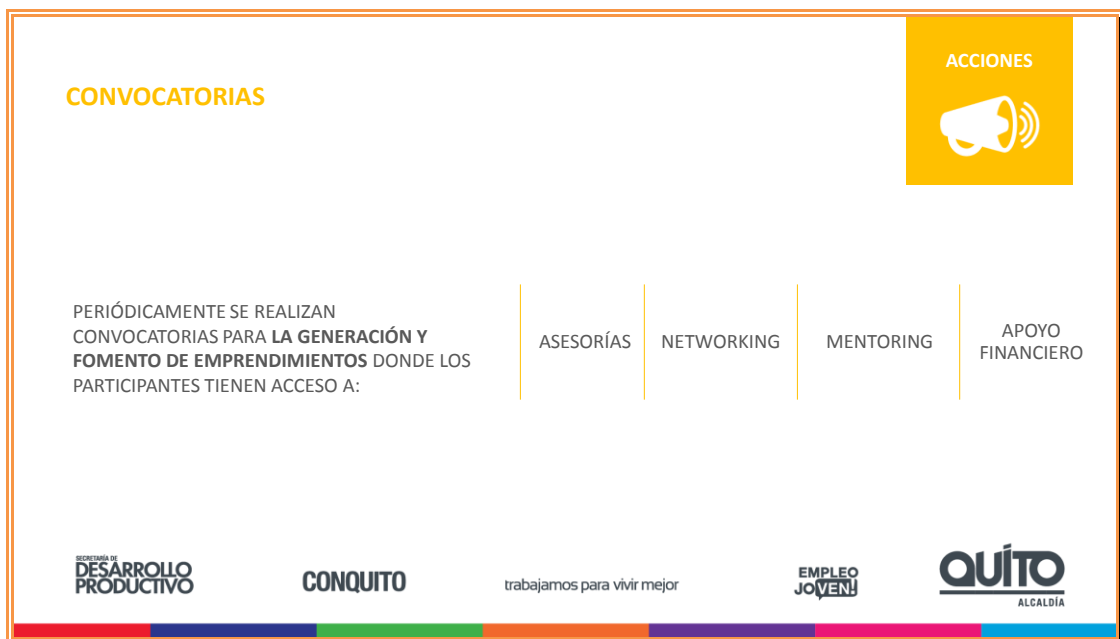 ACCIONES
CONVOCATORIAS
PERIÓDICAMENTE SE REALIZAN
CONVOCATORIAS PARA LA GENERACIÓN Y
FOMENTO DE EMPRENDIMIENTOS DONDE LOS
PARTICIPANTES TIENEN ACCESO A:
ASESORÍAS
NETWORKING
MENTORING
APOYO
FINANCIERO
SECRETARÍA DE
DESARROLLO
PRODUCTIVO
CONQUITO
trabajamos para vivir mejor
EMPLEO
JOVEN!
QUITO
ALCALDÍA